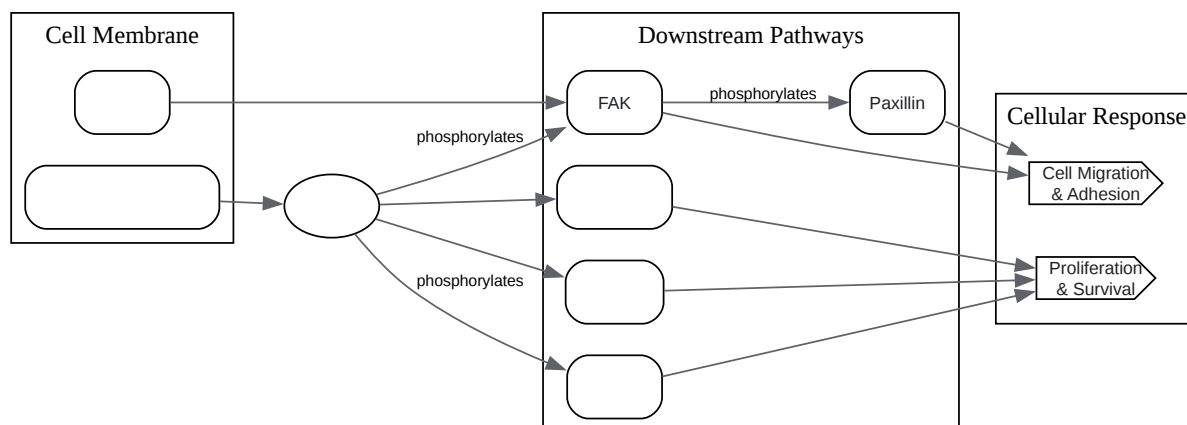 Cell Membrane
Downstream Pathways
FAK
phosphorylates
Paxillin
Cellular Response
phosphorylates
Cell Migration
& Adhesion
Proliferation
& Survival
phosphorylates